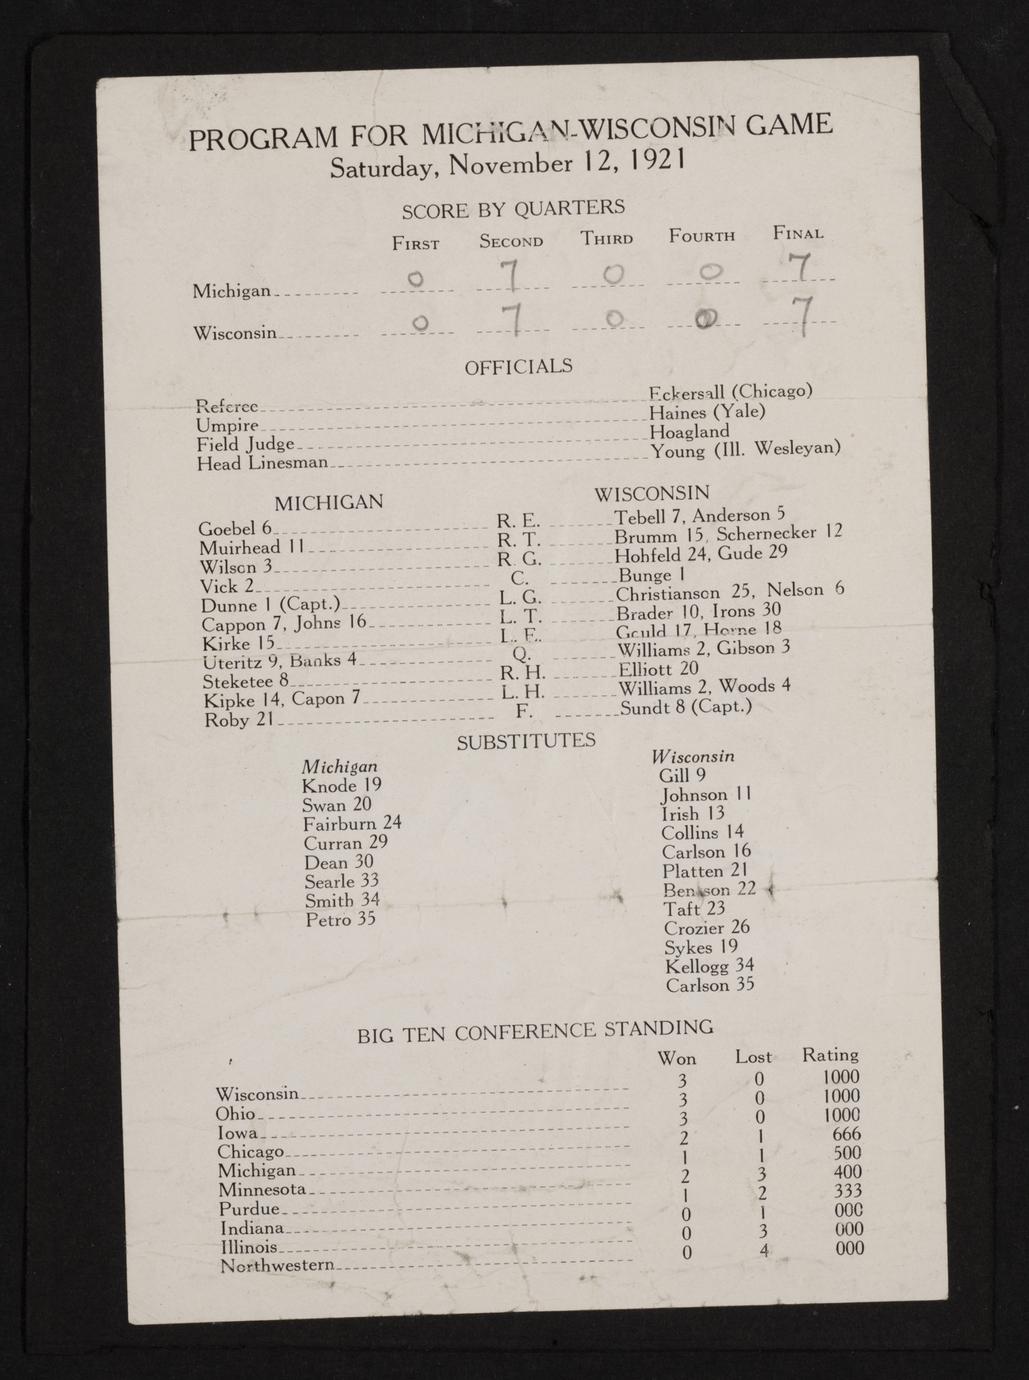 PROGRAM FOR MICHIGAN-WISCONSIN GAME
Saturday, November 12, 1921
SCORE BY QUARTERS
FIRST SECOND THIRD FOURTH FINAL
Michigan 0 7 0 0 7
Wisconsin 0 7 0 0 7
OFFICIALS
Referee Eckersall (Chicago)
Umpire Haines (Yale)
Field Judge Hoagland
Head Linesman Young (Ill. Wesleyan)
MICHIGAN WISCONSIN
Goebel 6 R. E. Tebell 7, Anderson 5
Muirhead 11 R. T. Brumm 15, Schernecker 12
Wilson 3 R. G. Hohfeld 24, Gude 29
Vick 2 C. Bunge 1
Dunne 1 (Capt.) L. G. Christianson 25, Nelson 6
Cappon 7, Johns 16 L. T. Brader 10, Irons 30
Kirke 15 L. E. Gould 17, Horne 18
Uteritz 9, Banks 4 Q. Williams 2, Gibson 3
Steketee 8 R. H. Elliott 20
Kipke 14, Capon 7 L. H. Williams 2, Woods 4
Roby 21 F. Sundt 8 (Capt.)
SUBSTITUTES
Michigan Wisconsin
Knode 19 Gill 9
Swan 20 Johnson 11
Fairburn 24 Irish 13
Curran 29 Collins 14
Dean 30 Carlson 16
Searle 33 Platten 21
Smith 34 22
Petro 35 Taft 23
Crozier 26
Sykes 19
Kellogg 34
Carlson 35
BIG TEN CONFERENCE STANDING
Won Lost Rating
Wisconsin 3 0 1000
Ohio 3 0 1000
Iowa 3 0 1000
Chicago 2 1 666
Michigan 1 1 500
Minnesota 2 3 400
Purdue 1 2 333
Indiana 0 1 000
Illinois 0 3 000
Northwestern 0 4 000